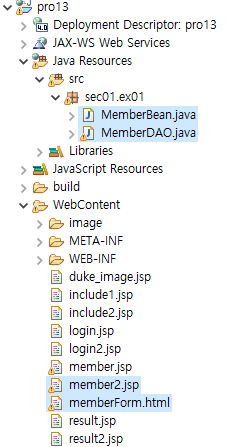 pro13
Deployment Descriptor: pro13
JAX-WS Web Services
Java Resources
src
sec01.ex01
MemberBean.java
MemberDAO.java
Libraries
JavaScript Resources
build
WebContent
image
META-INF
WEB-INF
duke_image.jsp
include1.jsp
include2.jsp
login.jsp
login2.jsp
member.jsp
member2.jsp
memberForm.html
result.jsp
result2.jsp